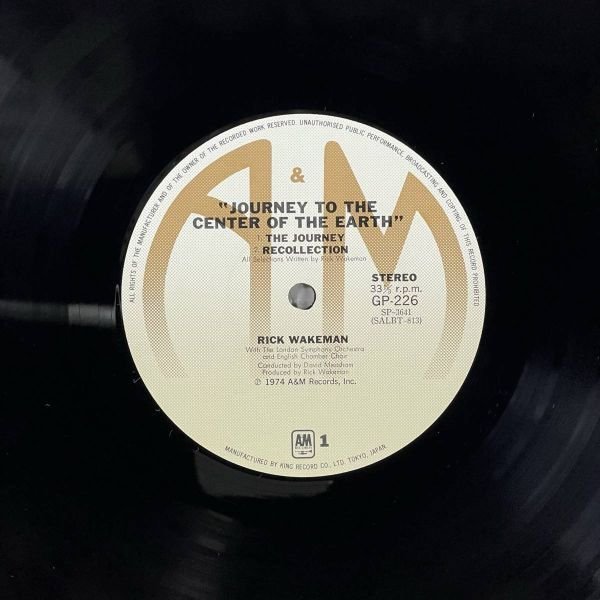 ALL RIGHTS OF THE MANUFACTURER AND OF THE OWNER OF THE RECORDED WORK RESERVED. UNAUTHORISED PUBLIC PERFORMANCE, BROADCASTING AND COPYING OF THIS RECORD PROHIBITED
A & M
"JOURNEY TO THE
CENTER OF THE EARTH"
1. THE JOURNEY
2. RECOLLECTION
All Selections Written by Rick Wakeman
STEREO
33⅓ r.p.m.
GP-226
SP-3641
(SALBT-813)
RICK WAKEMAN
With The London Symphony Orchestra
and English Chamber Choir
Conducted by David Measham
Produced by Rick Wakeman
℗ 1974 A&M Records, Inc.
A&M
RECORDS
1
MANUFACTURED BY KING RECORD CO., LTD. TOKYO, JAPAN.